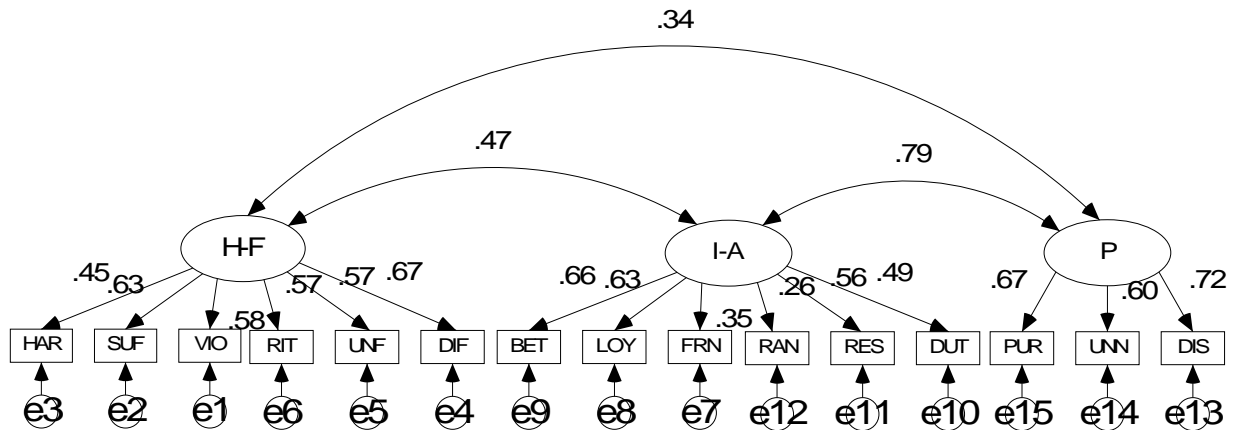 .34
.47
.79
H-F
I-A
P
.45
.63
.58
.57
.57
.67
.66
.63
.35
.26
.56
.49
.67
.60
.72
HAR
SUF
VIO
RIT
UNF
DIF
BET
LOY
FRN
RAN
RES
DUT
PUR
UNN
DIS
e3
e2
e1
e6
e5
e4
e9
e8
e7
e12
e11
e10
e15
e14
e13